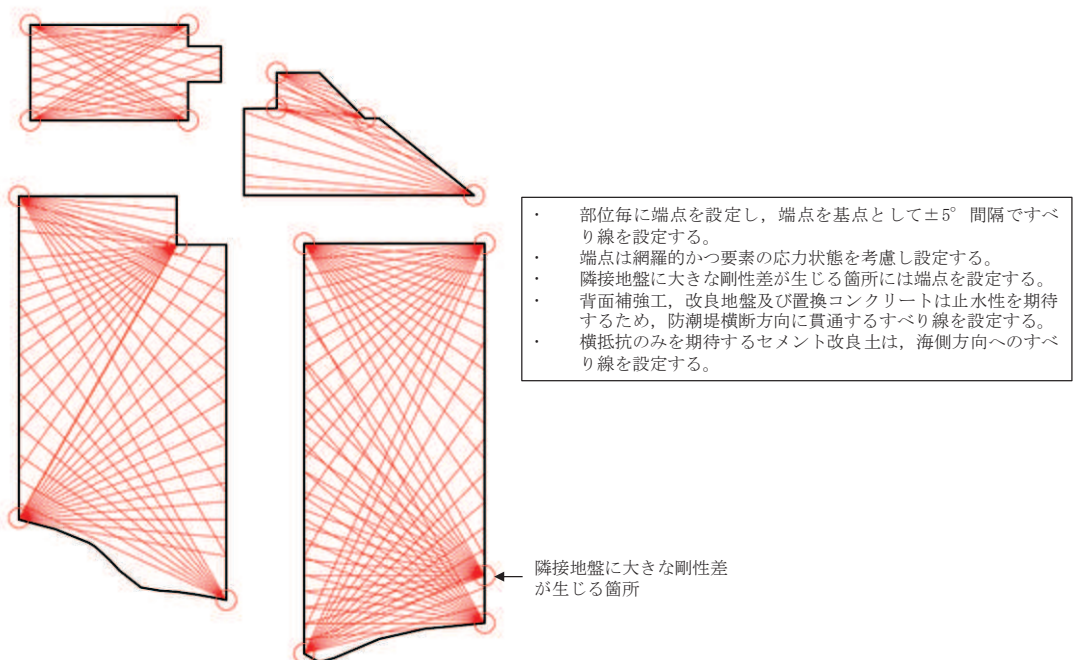 ・ 部位毎に端点を設定し，端点を基点として±5° 間隔ですべ
り線を設定する。
・ 端点は網羅的かつ要素の応力状態を考慮し設定する。
・ 隣接地盤に大きな剛性差が生じる箇所には端点を設定する。
・ 背面補強工，改良地盤及び置換コンクリートは止水性を期待
するため，防潮堤横断方向に貫通するすべり線を設定する。
・ 横抵抗のみを期待するセメント改良土は，海側方向へのすべ
り線を設定する。
隣接地盤に大きな剛性差
が生じる箇所